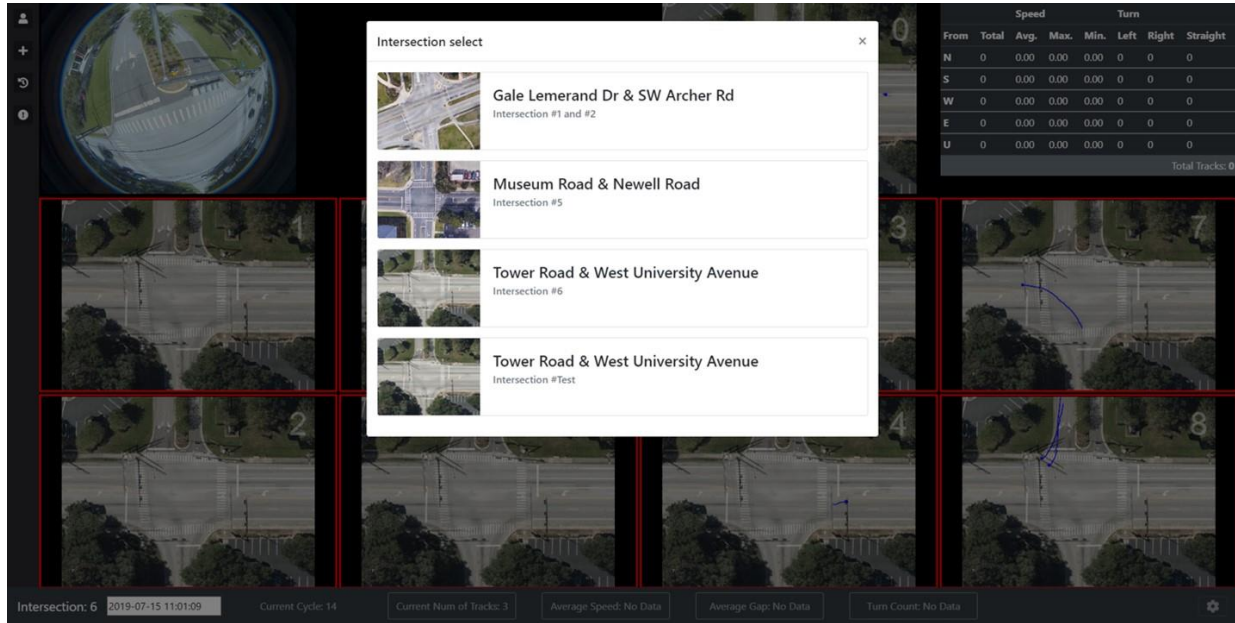 Intersection select
×
Gale Lemerand Dr & SW Archer Rd
Intersection #1 and #2
Museum Road & Newell Road
Intersection #5
Tower Road & West University Avenue
Intersection #6
Tower Road & West University Avenue
Intersection #Test
0
Speed Turn
From Total Avg. Max. Min. Left Right Straight
N 0 0.00 0.00 0.00 0 0 0
S 0 0.00 0.00 0.00 0 0 0
W 0 0.00 0.00 0.00 0 0 0
E 0 0.00 0.00 0.00 0 0 0
U 0 0.00 0.00 0.00 0 0 0
Total Tracks: 0
1
3
7
2
4
8
Intersection: 6 2019-07-15 11:01:09 Current Cycle: 14 Current Num of Tracks: 3 Average Speed: No Data Average Gap: No Data Turn Count: No Data